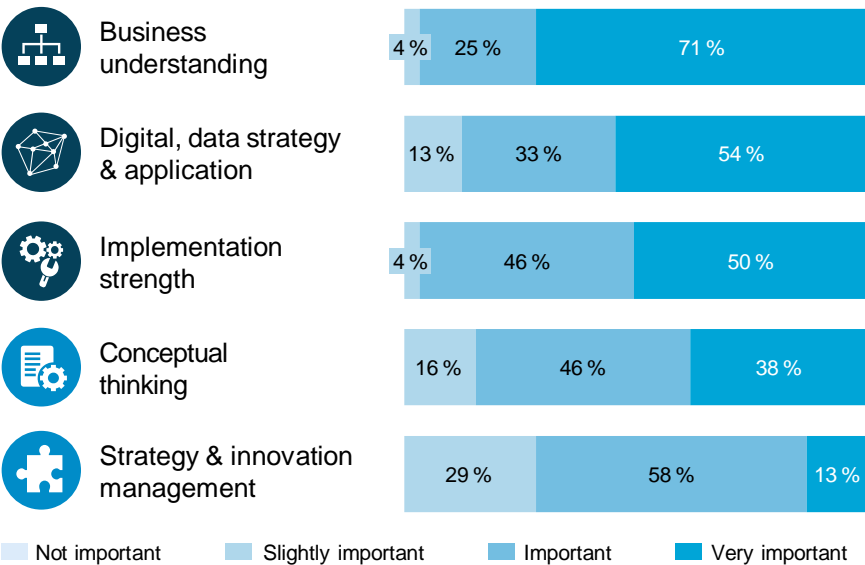 Business
understanding
4 % 25 % 71 %
Digital, data strategy
& application
13 % 33 % 54 %
Implementation
strength
4 % 46 % 50 %
Conceptual
thinking
16 % 46 % 38 %
Strategy & innovation
management
29 % 58 % 13 %
Not important Slightly important Important Very important